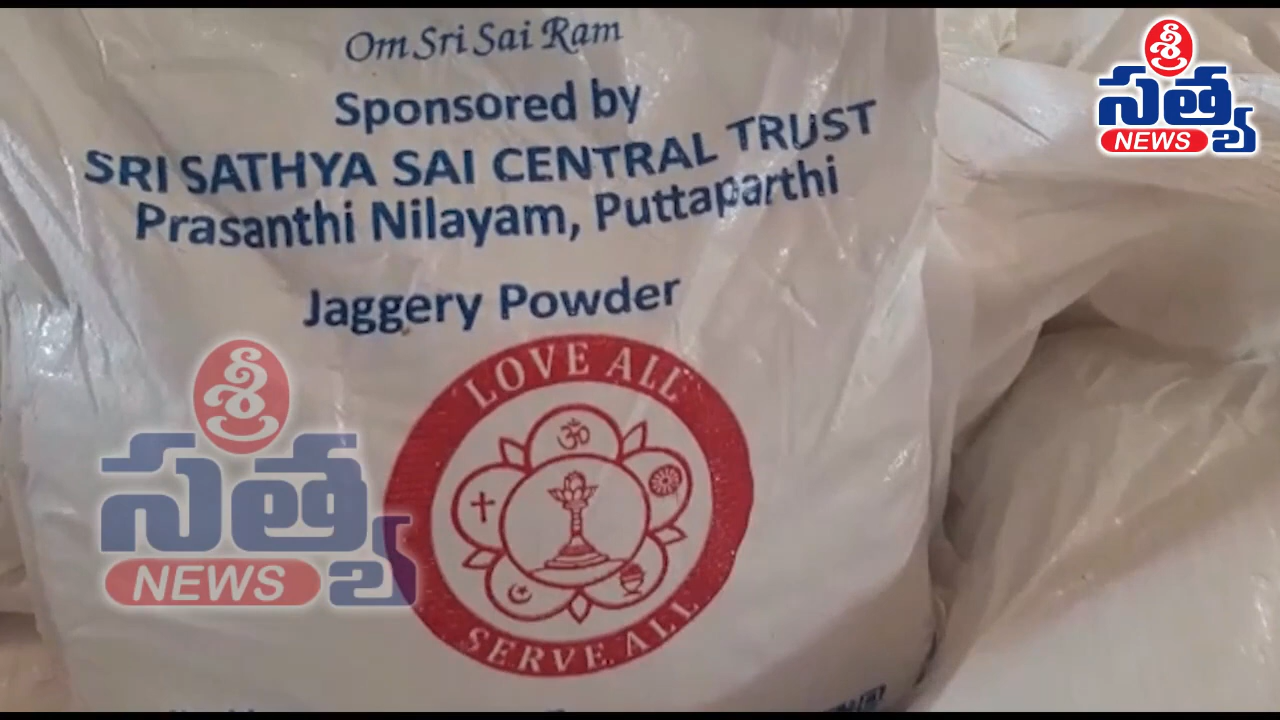 Om Sri Sai Ram
Sponsored by
SRI SATHYA SAI CENTRAL TRUST
Prasanthi Nilayam, Puttaparthi
Jaggery Powder
LOVE ALL
ॐ
SERVE ALL
శ్రీ
సత్య
NEWS
శ్రీ
సత్య
NEWS